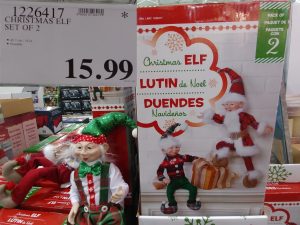 1226417
CHRISTMAS ELF
SET OF 2
15.99
*
PACK OF
PAQUET DE
PAQUETE
CON
2
Christmas ELF
LUTIN de Noël
DUENDES
Navideños